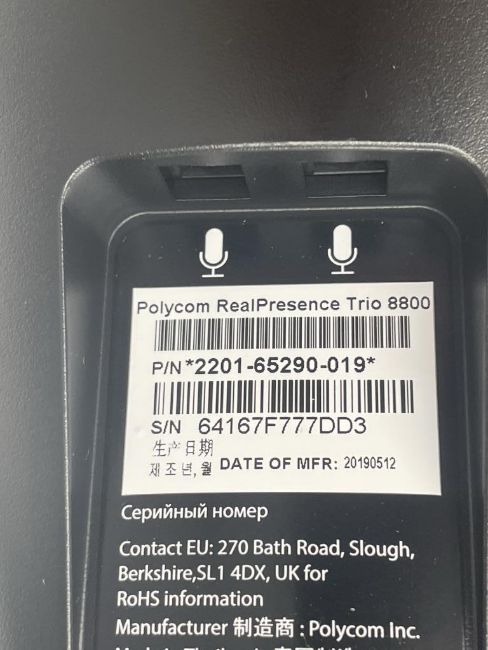 Polycom RealPresence Trio 8800
P/N *2201-65290-019*
S/N 64167F777DD3
生产日期
제조년,월 DATE OF MFR: 20190512
Серийный номер
Contact EU: 270 Bath Road, Slough,
Berkshire,SL1 4DX, UK for
RoHS information
Manufacturer 制造商 : Polycom Inc.